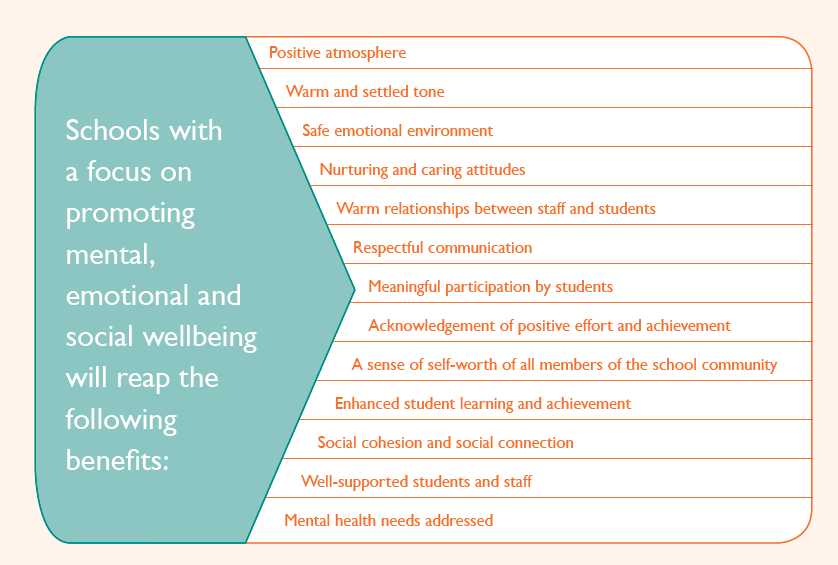 Schools with
a focus on
promoting
mental,
emotional and
social wellbeing
will reap the
following
benefits:
Positive atmosphere
Warm and settled tone
Safe emotional environment
Nurturing and caring attitudes
Warm relationships between staff and students
Respectful communication
Meaningful participation by students
Acknowledgement of positive effort and achievement
A sense of self-worth of all members of the school community
Enhanced student learning and achievement
Social cohesion and social connection
Well-supported students and staff
Mental health needs addressed